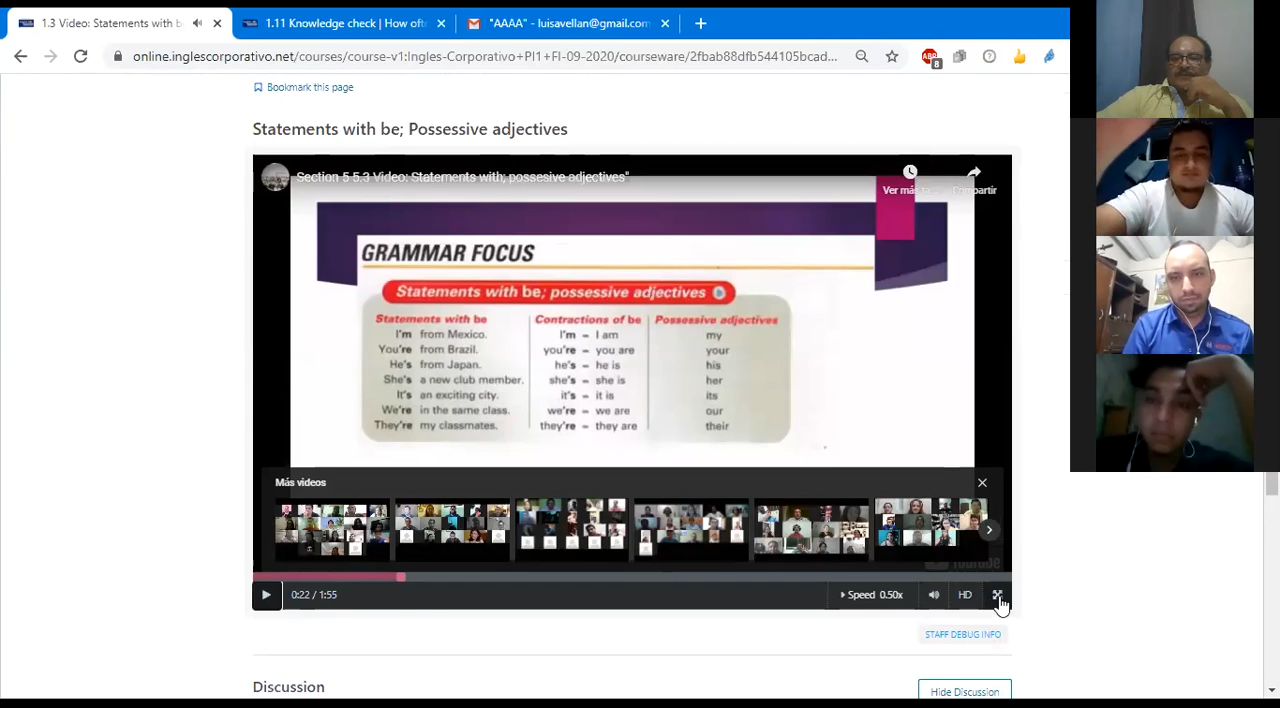 1.3 Video: Statements with be
1.11 Knowledge check | How oft
"AAAA" - luisavellan@gmail.com
online.inglescorporativo.net/courses/course-v1:Ingles-Corporativo+PI1+FI-09-2020/courseware/2fbab88dfb544105bcad...
ABP
8
Bookmark this page
Statements with be; Possessive adjectives
Section 5 5.3 Video: Statements with; possesive adjectives"
Ver más ta
Compartir
GRAMMAR FOCUS
Statements with be; possessive adjectives
Statements with be Contractions of be Possessive adjectives
I'm from Mexico. I'm = I am my
You're from Brazil. you're = you are your
He's from Japan. he's = he is his
She's a new club member. she's = she is her
It's an exciting city. it's = it is its
We're in the same class. we're = we are our
They're my classmates. they're = they are their
Más videos
YouTube
0:22 / 1:55
Speed 0.50x
HD
STAFF DEBUG INFO
Discussion
Hide Discussion